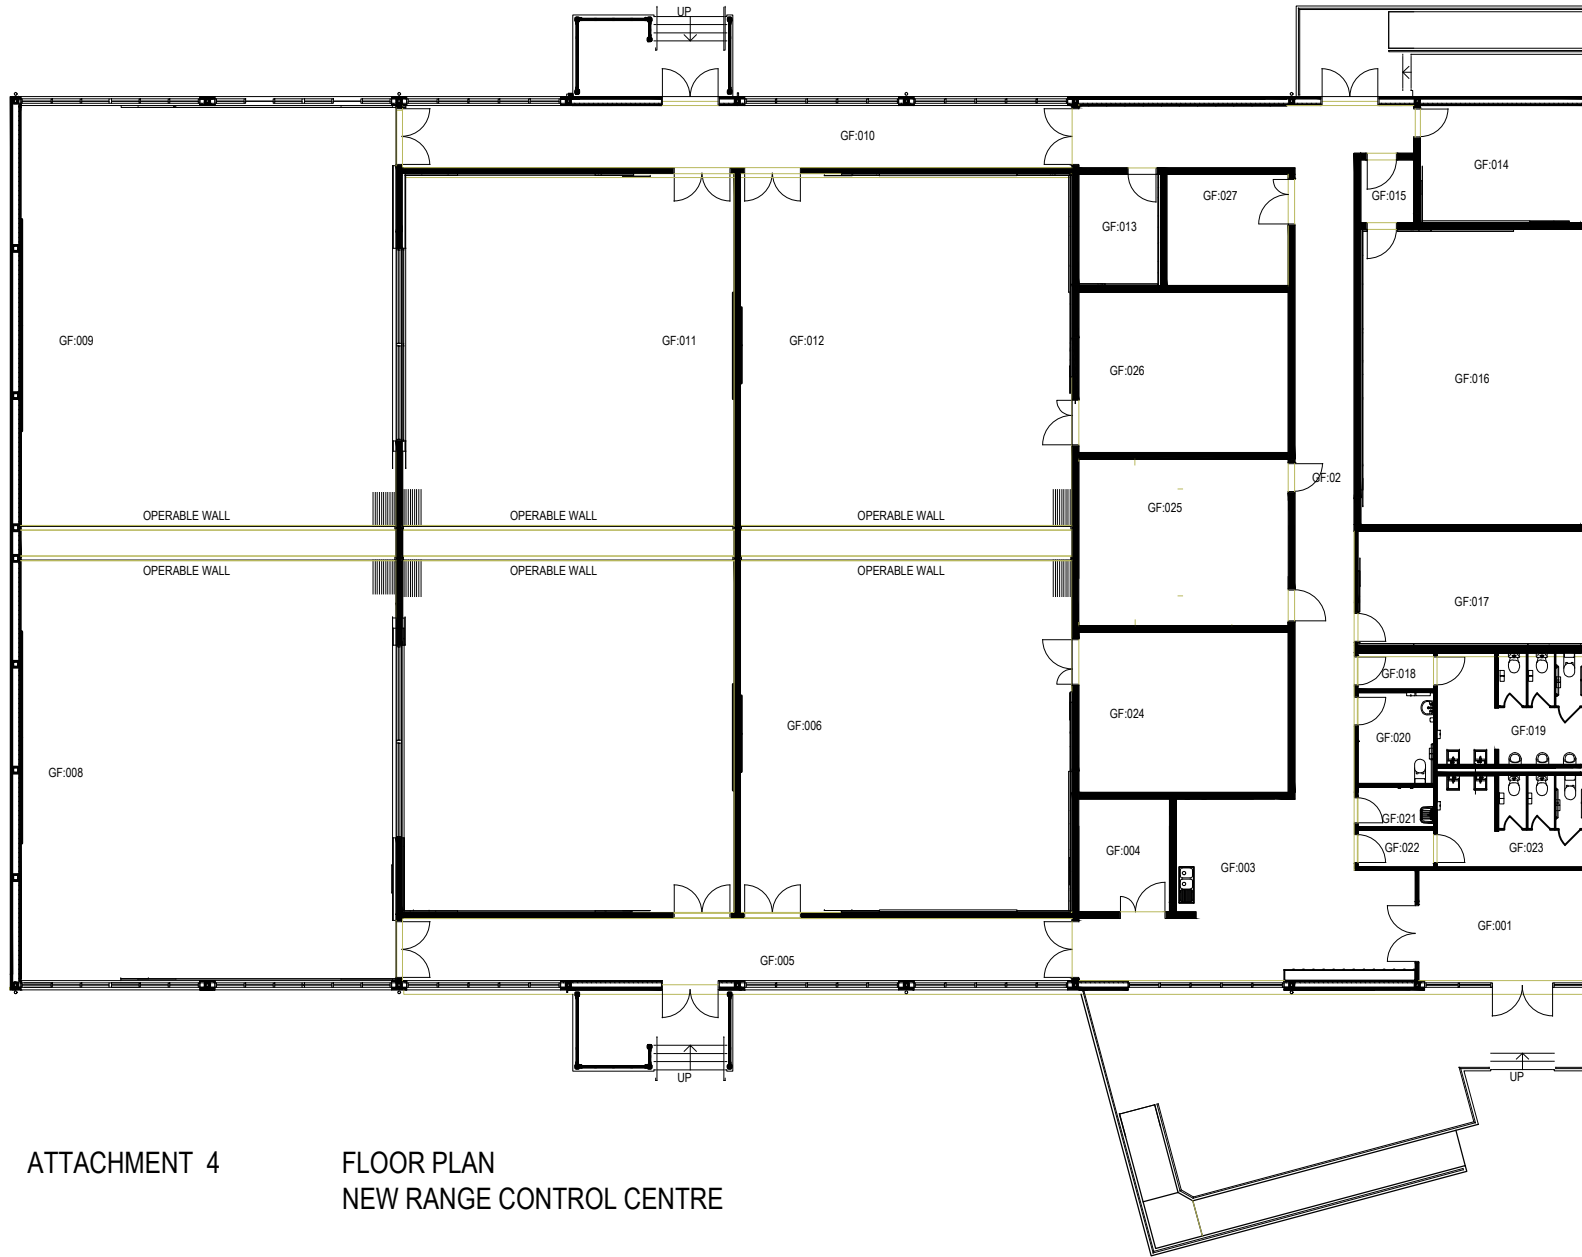 UP
GF:010
GF:014
GF:027
GF:015
GF:013
GF:009
GF:011
GF:012
GF:026
GF:016
GF:02
GF:025
OPERABLE WALL
OPERABLE WALL
OPERABLE WALL
OPERABLE WALL
OPERABLE WALL
OPERABLE WALL
GF:017
GF:018
GF:024
GF:006
GF:019
GF:020
GF:008
GF:021
GF:022
GF:023
GF:004
GF:003
GF:001
GF:005
UP
UP
ATTACHMENT 4
FLOOR PLAN
NEW RANGE CONTROL CENTRE